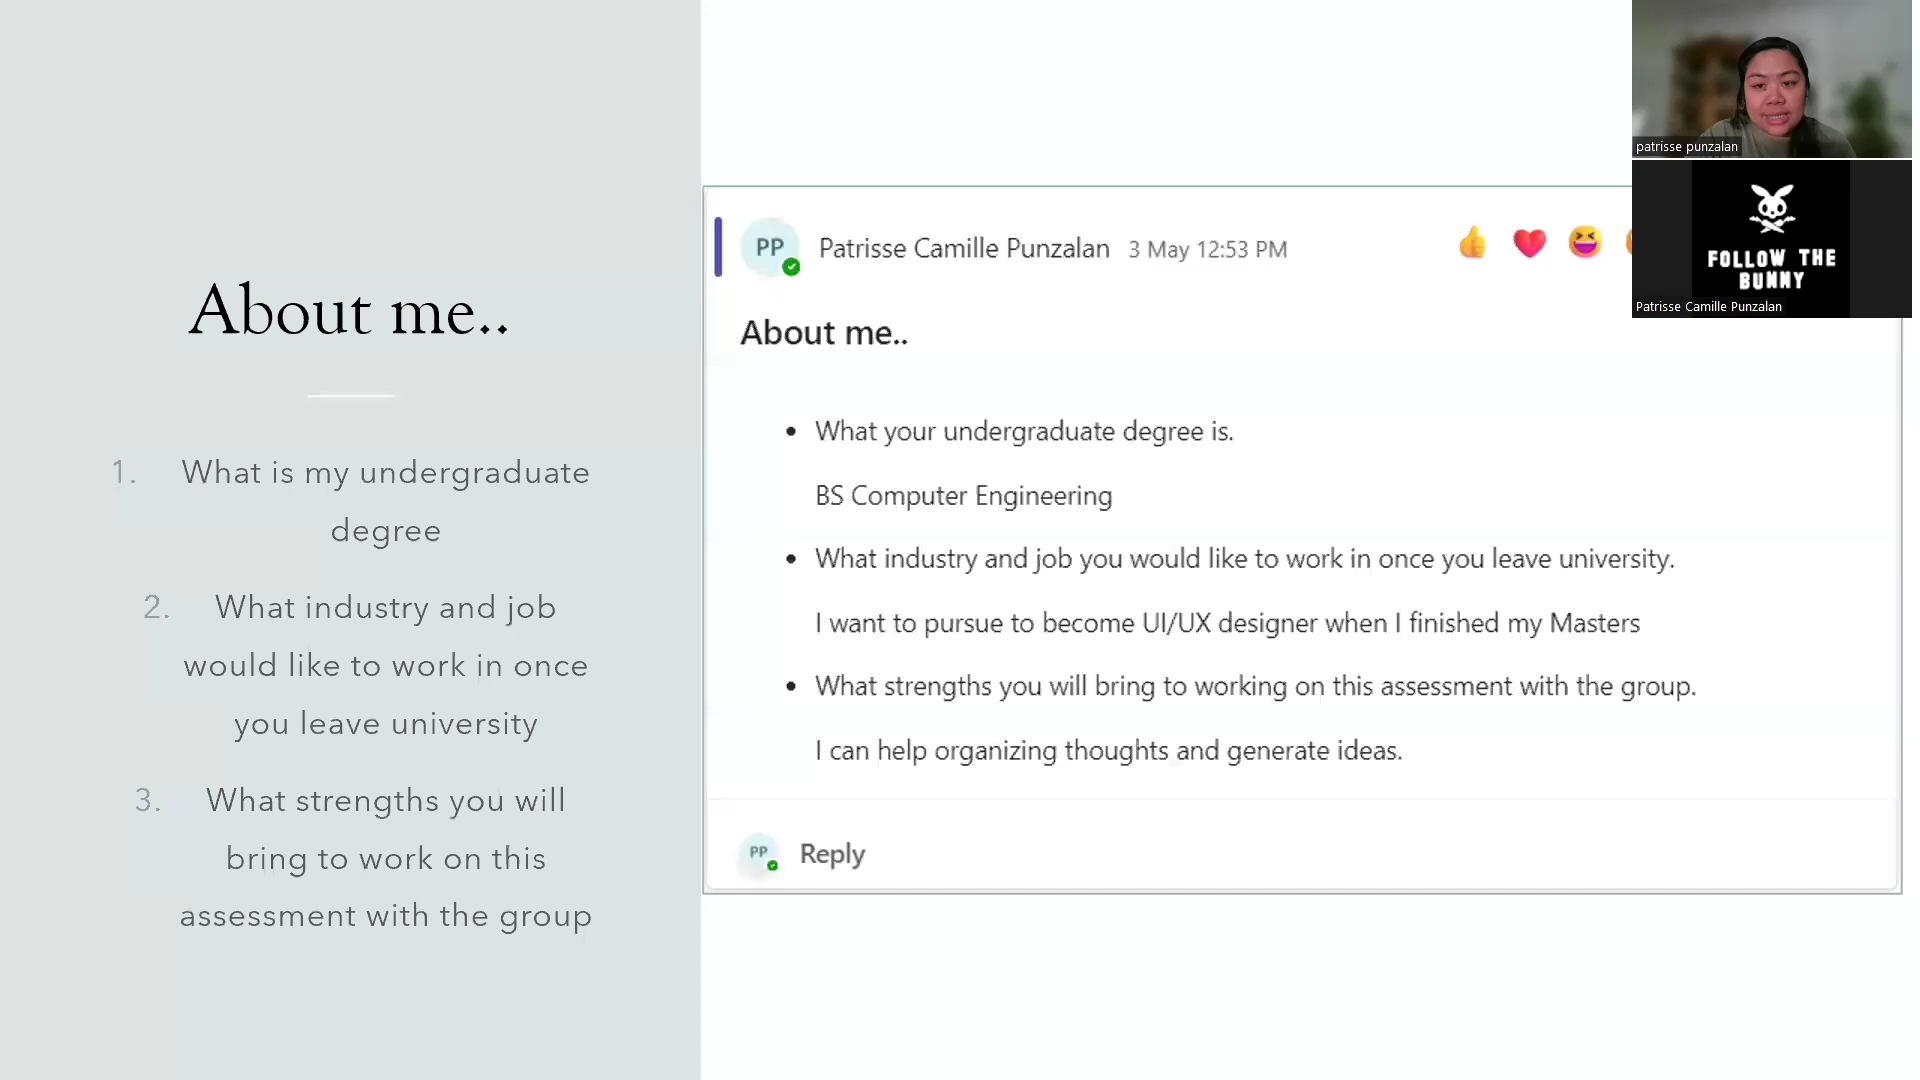 About me..
1. What is my undergraduate
degree
2. What industry and job
would like to work in once
you leave university
3. What strengths you will
bring to work on this
assessment with the group
PP Patrisse Camille Punzalan 3 May 12:53 PM
About me..
• What your undergraduate degree is.
BS Computer Engineering
• What industry and job you would like to work in once you leave university.
I want to pursue to become UI/UX designer when I finished my Masters
• What strengths you will bring to working on this assessment with the group.
I can help organizing thoughts and generate ideas.
PP Reply
patrisse punzalan
FOLLOW THE
BUNNY
Patrisse Camille Punzalan